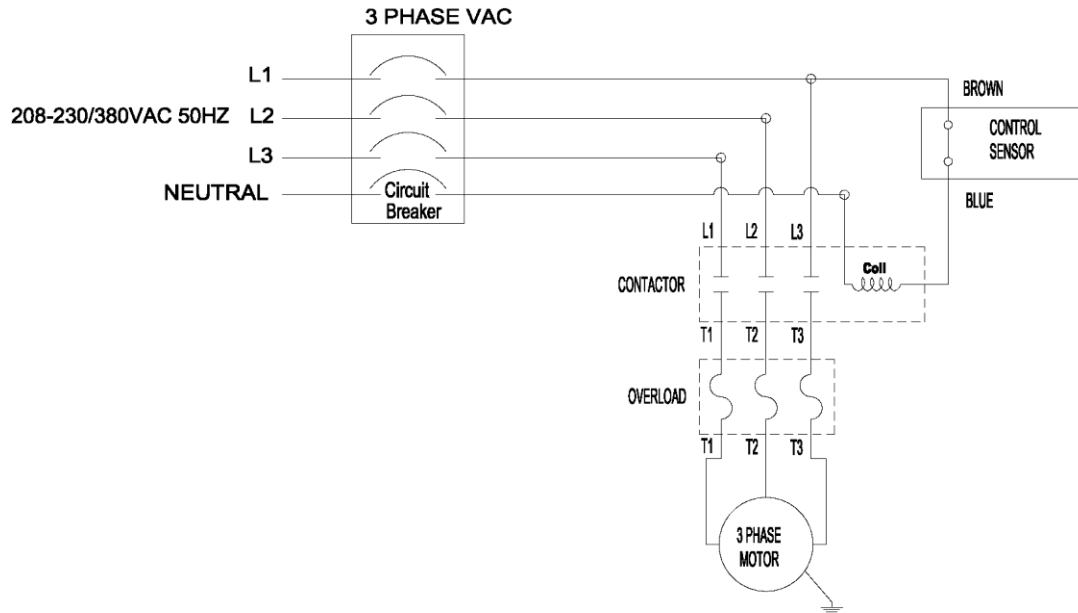 3 PHASE VAC
L1
208-230/380VAC 50HZ L2
L3
NEUTRAL
Circuit
Breaker
BROWN
CONTROL
SENSOR
BLUE
L1 L2 L3
Coil
CONTACTOR
T1 T2 T3
OVERLOAD
T1 T2 T3
3 PHASE
MOTOR